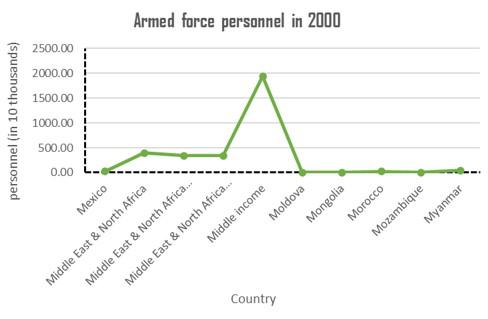 Armed force personnel in 2000
personnel (in 10 thousands)
2500.00
2000.00
1500.00
1000.00
500.00
0.00
Mexico
Middle East & North Africa
Middle East & North Africa…
Middle East & North Africa…
Middle income
Moldova
Mongolia
Morocco
Mozambique
Myanmar
Country